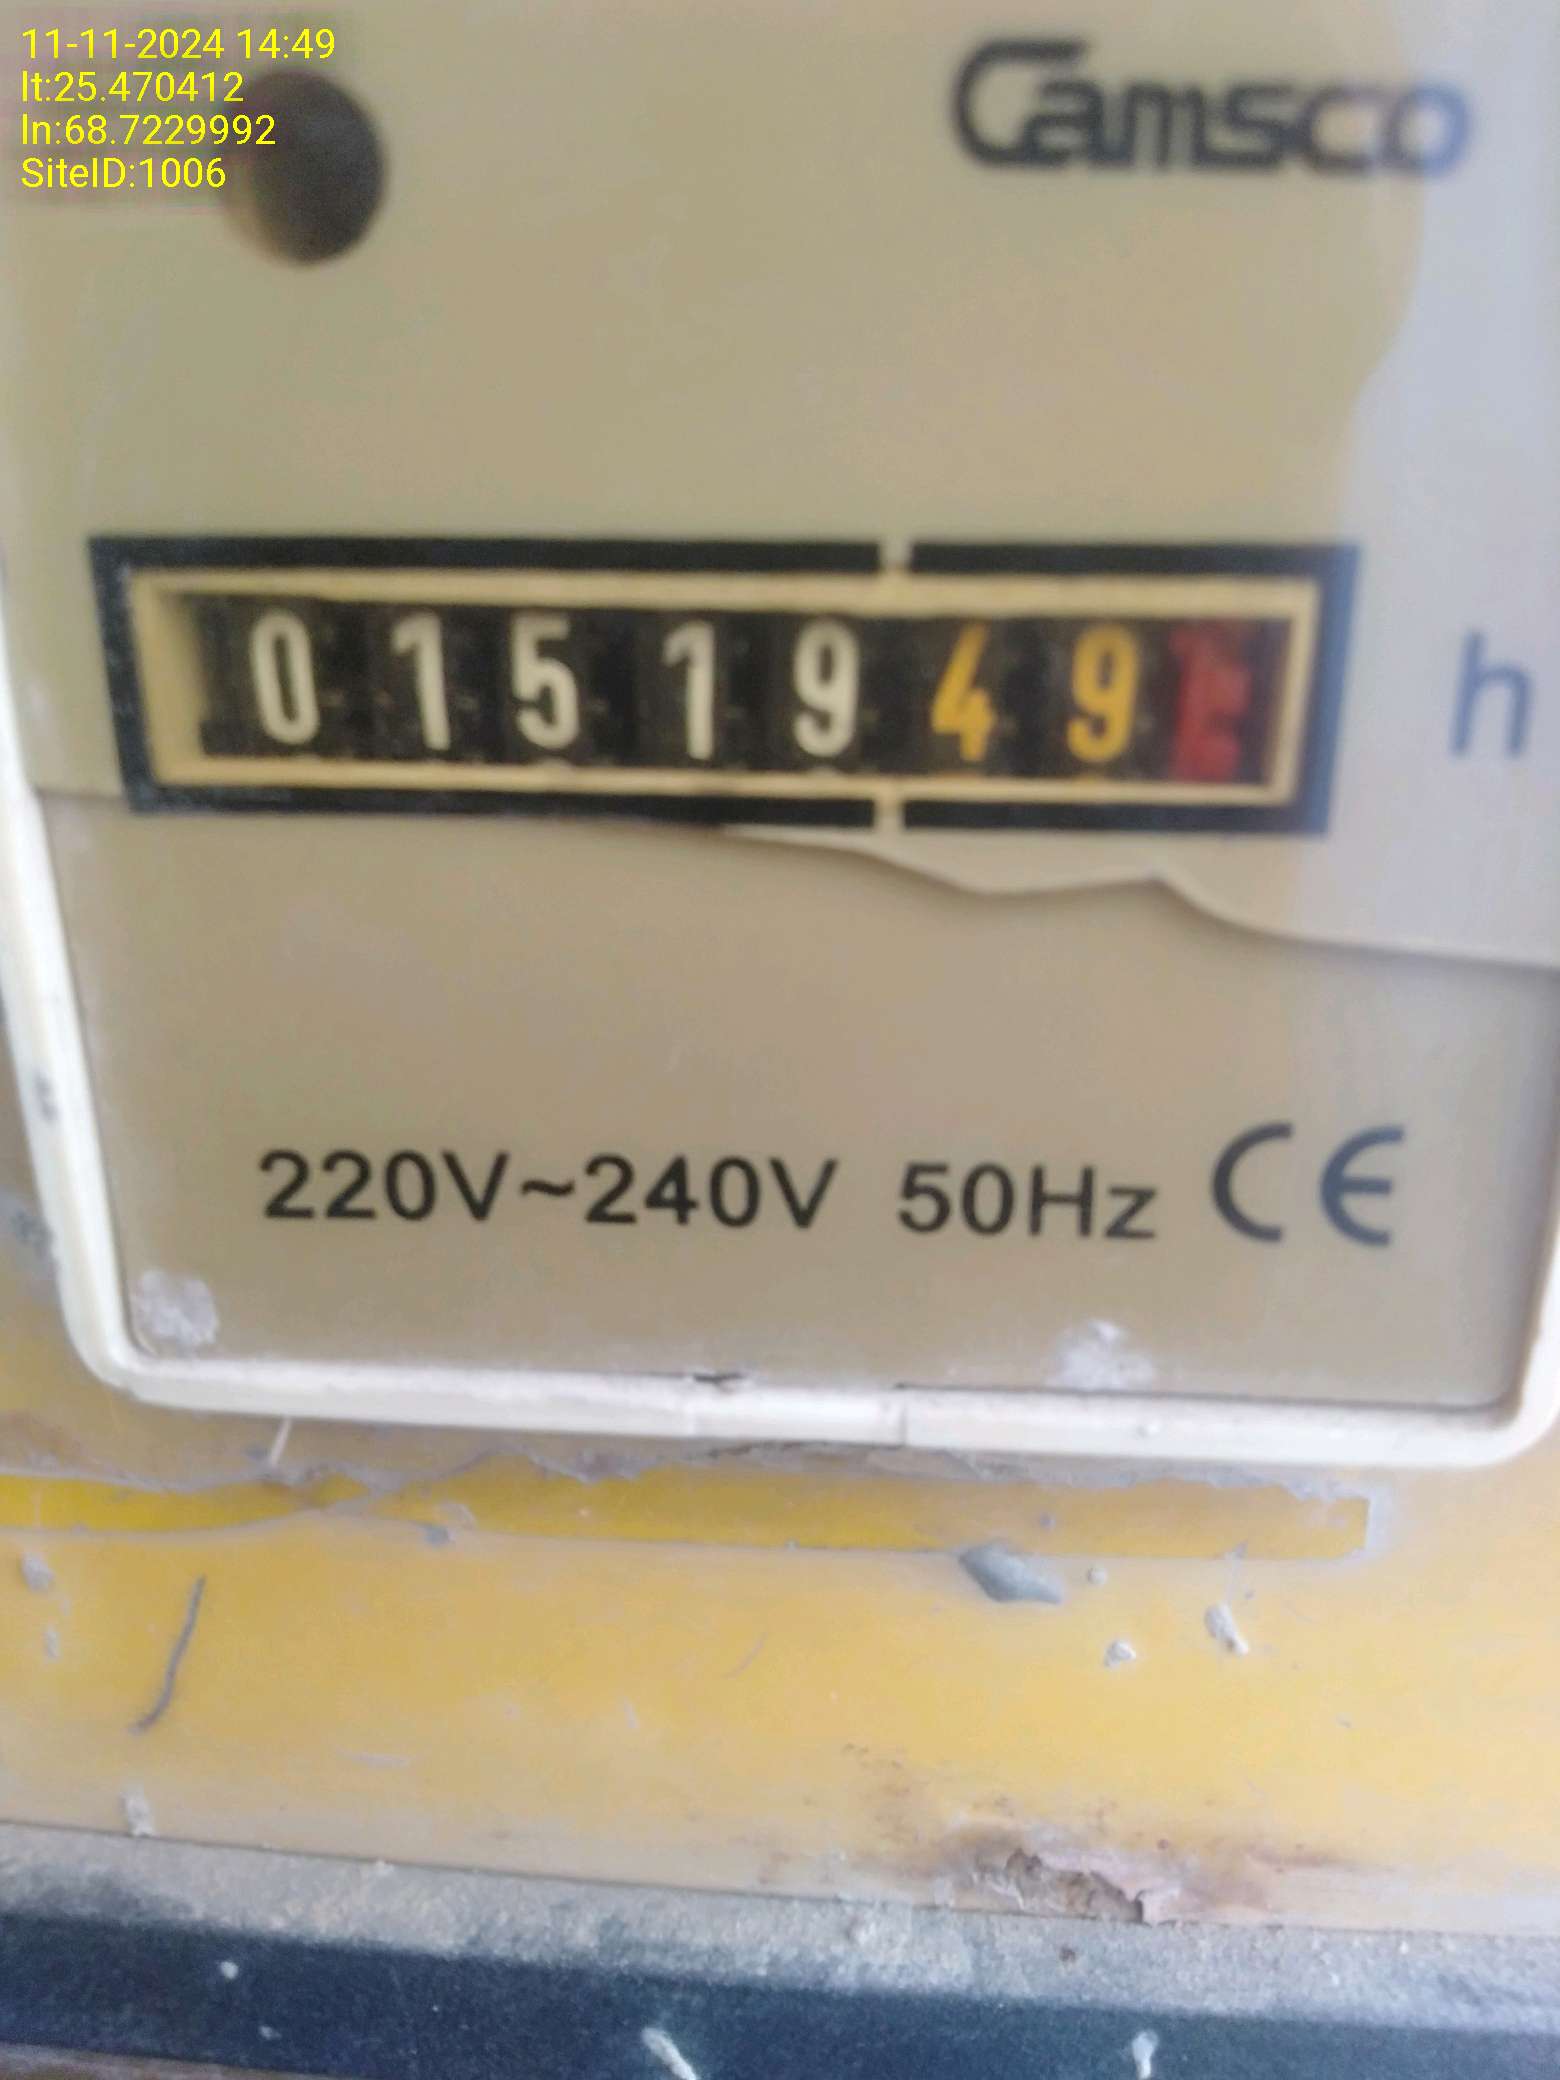 11-11-2024 14:49
lt:25.470412
ln:68.7229992
SiteID:1006
Camsco
0151949
h
220V~240V 50Hz CE